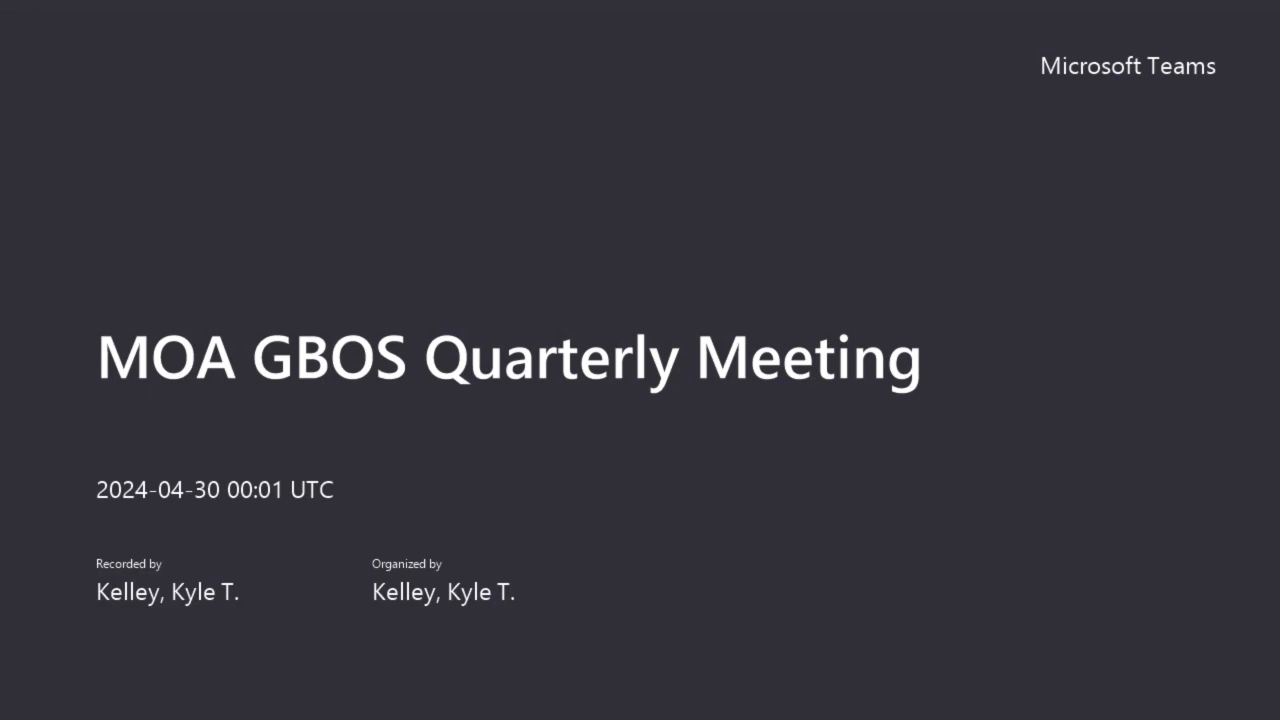 Microsoft Teams
MOA GBOS Quarterly Meeting
2024-04-30 00:01 UTC
Recorded by
Kelley, Kyle T.
Organized by
Kelley, Kyle T.